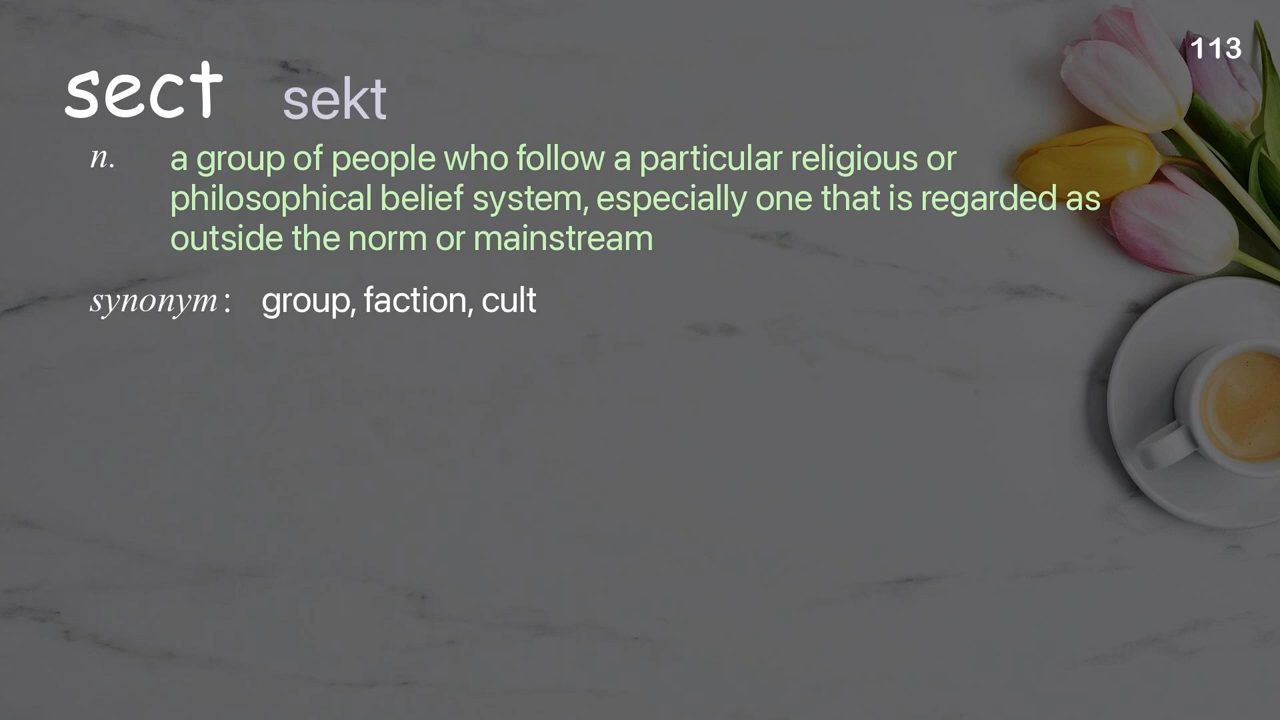 113
sect sekt
n. a group of people who follow a particular religious or
philosophical belief system, especially one that is regarded as
outside the norm or mainstream
synonym: group, faction, cult